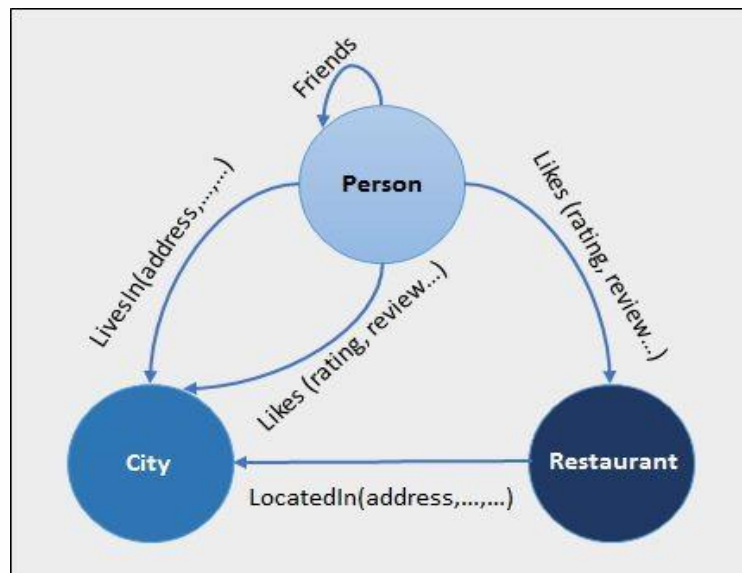 Friends
Person
LivesIn(address,...,...)
Likes (rating, review...)
Likes (rating, review...)
City
Restaurant
LocatedIn(address,...,...)